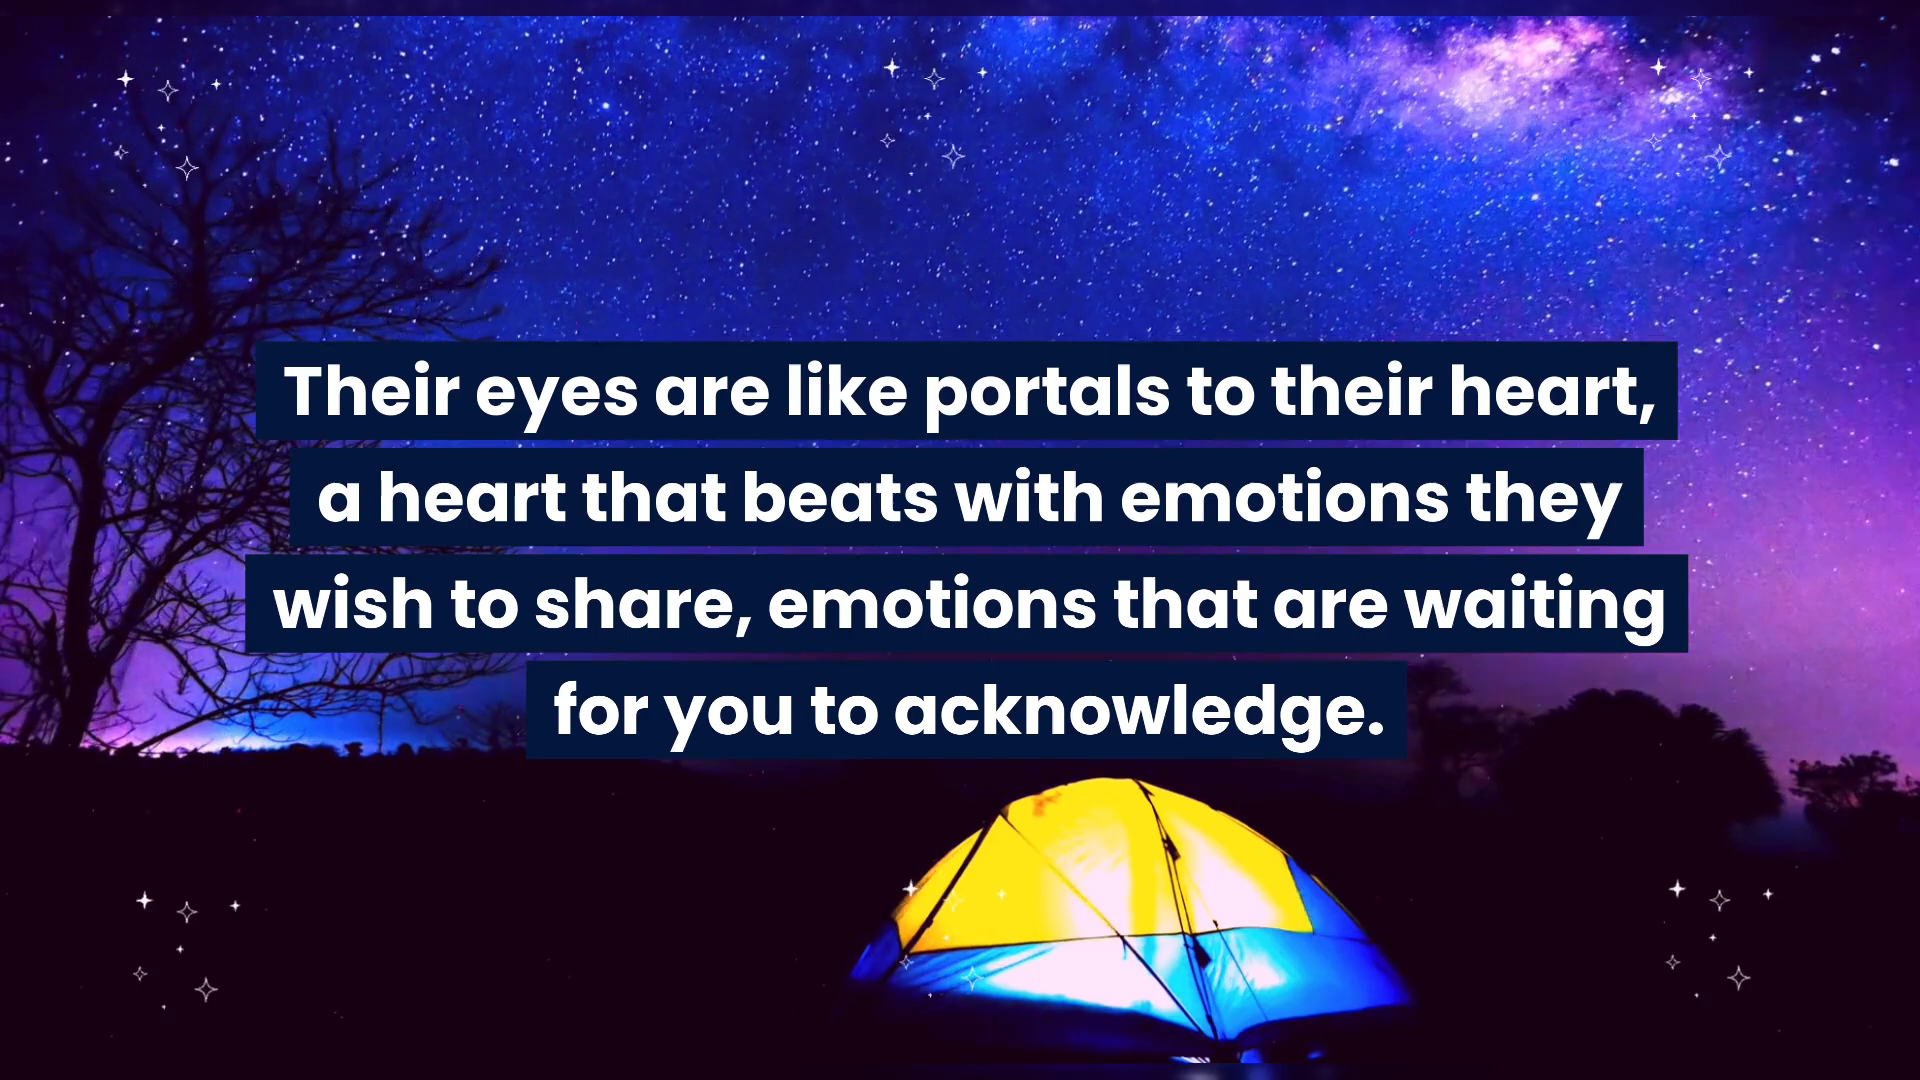 Their eyes are like portals to their heart,
a heart that beats with emotions they
wish to share, emotions that are waiting
for you to acknowledge.